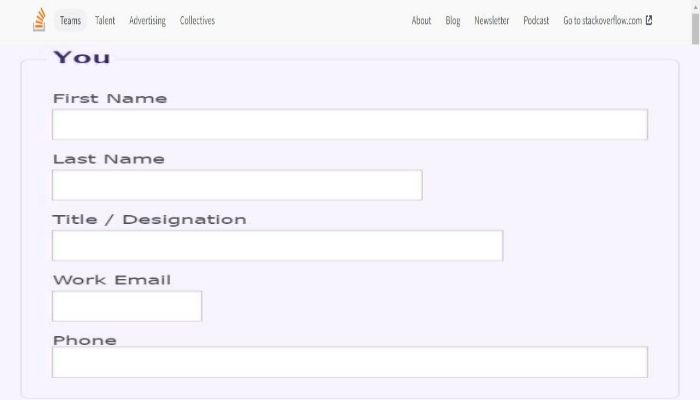 Teams Talent Advertising Collectives About Blog Newsletter Podcast Go to stackoverflow.com
You
First Name
Last Name
Title / Designation
Work Email
Phone